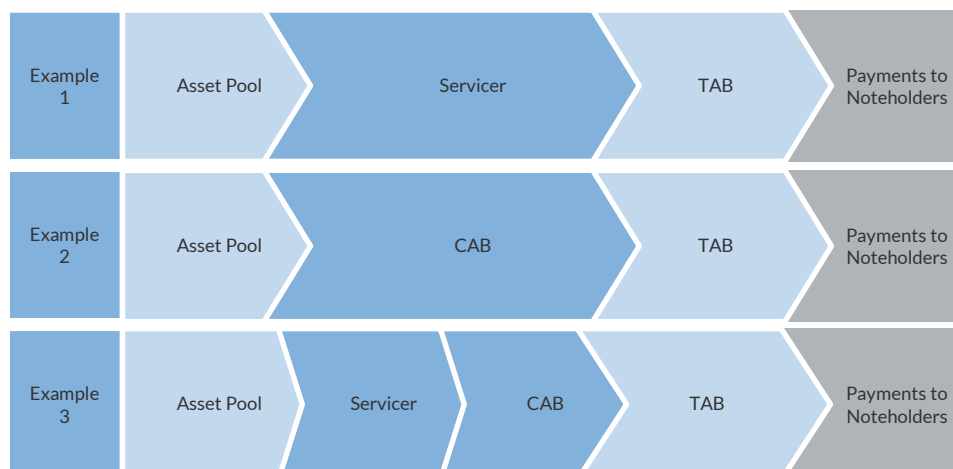 Example
1
Asset Pool
Servicer
TAB
Payments to
Noteholders
Example
2
Asset Pool
CAB
TAB
Payments to
Noteholders
Example
3
Asset Pool
Servicer
CAB
TAB
Payments to
Noteholders